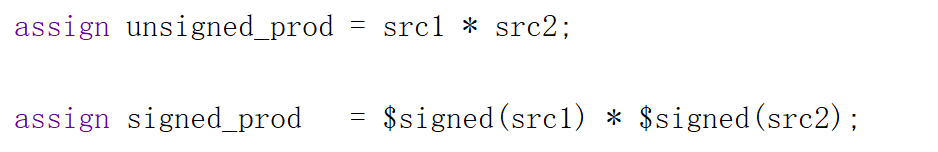 assign unsigned_prod = src1 * src2;
assign signed_prod   = $signed(src1) * $signed(src2);